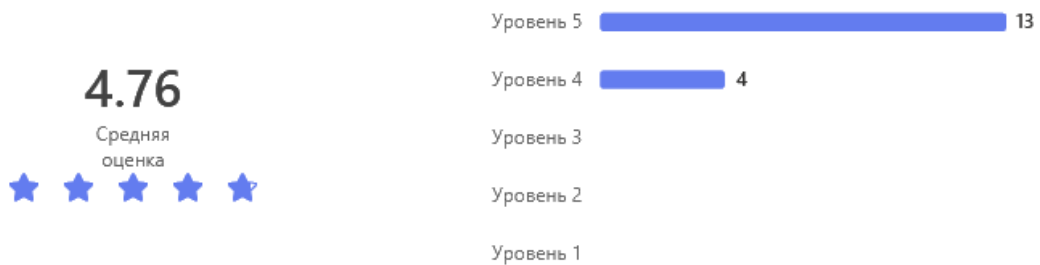 4.76
Средняя
оценка
Уровень 5 13
Уровень 4 4
Уровень 3
Уровень 2
Уровень 1